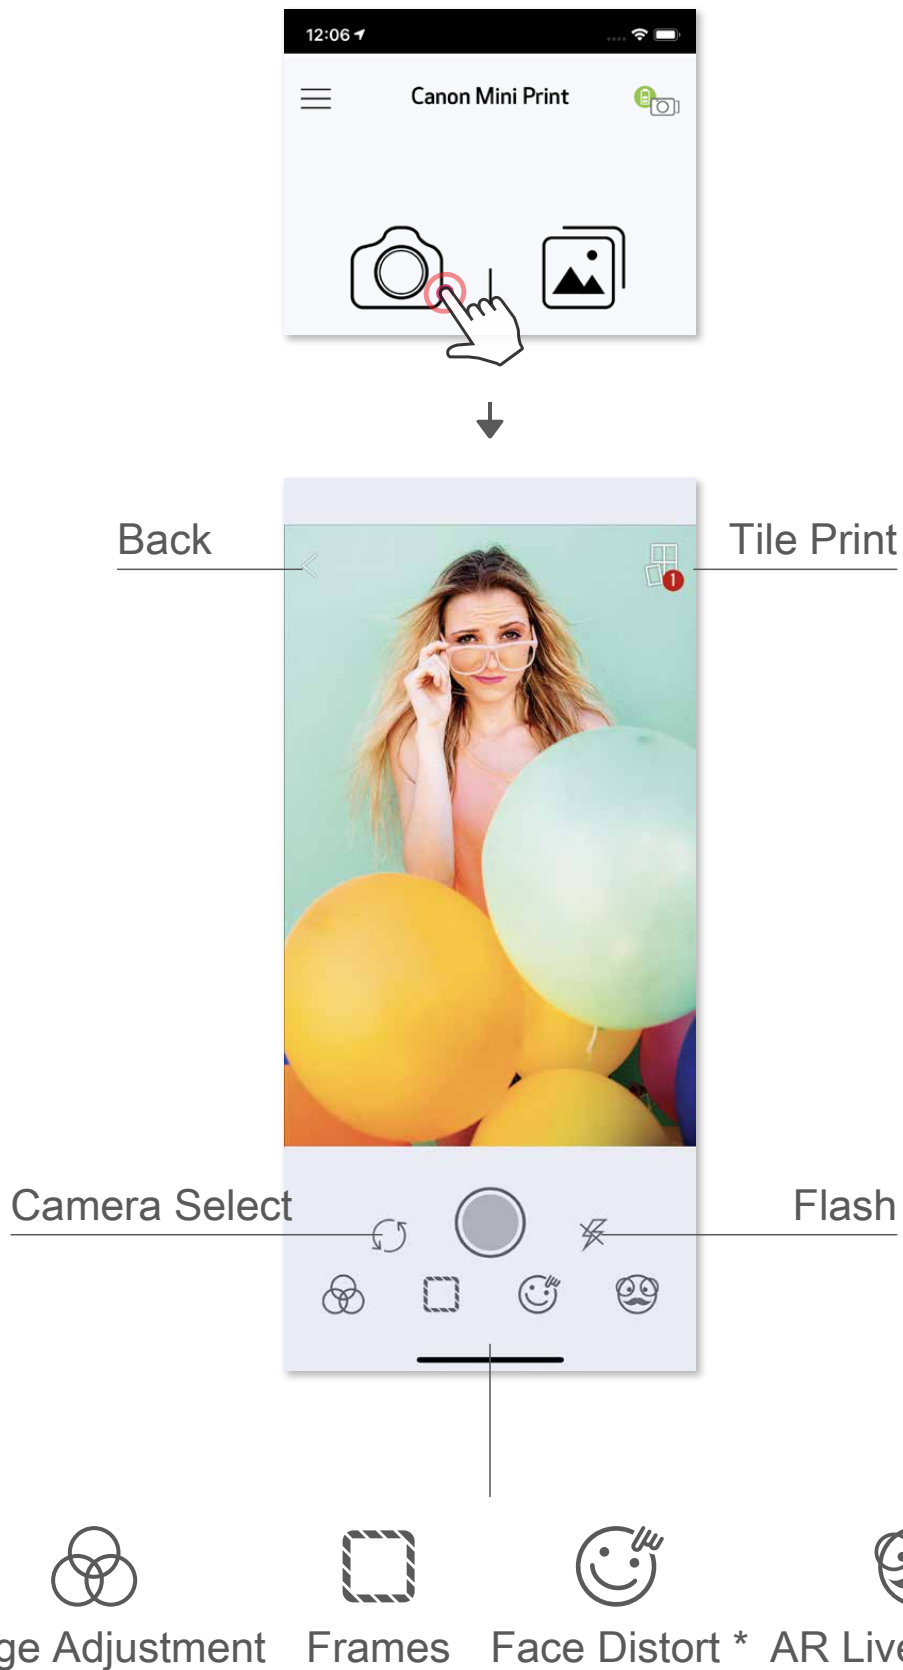 12:06
Canon Mini Print
Back
Tile Print
1
Camera Select
Flash
ge Adjustment Frames Face Distort * AR Live